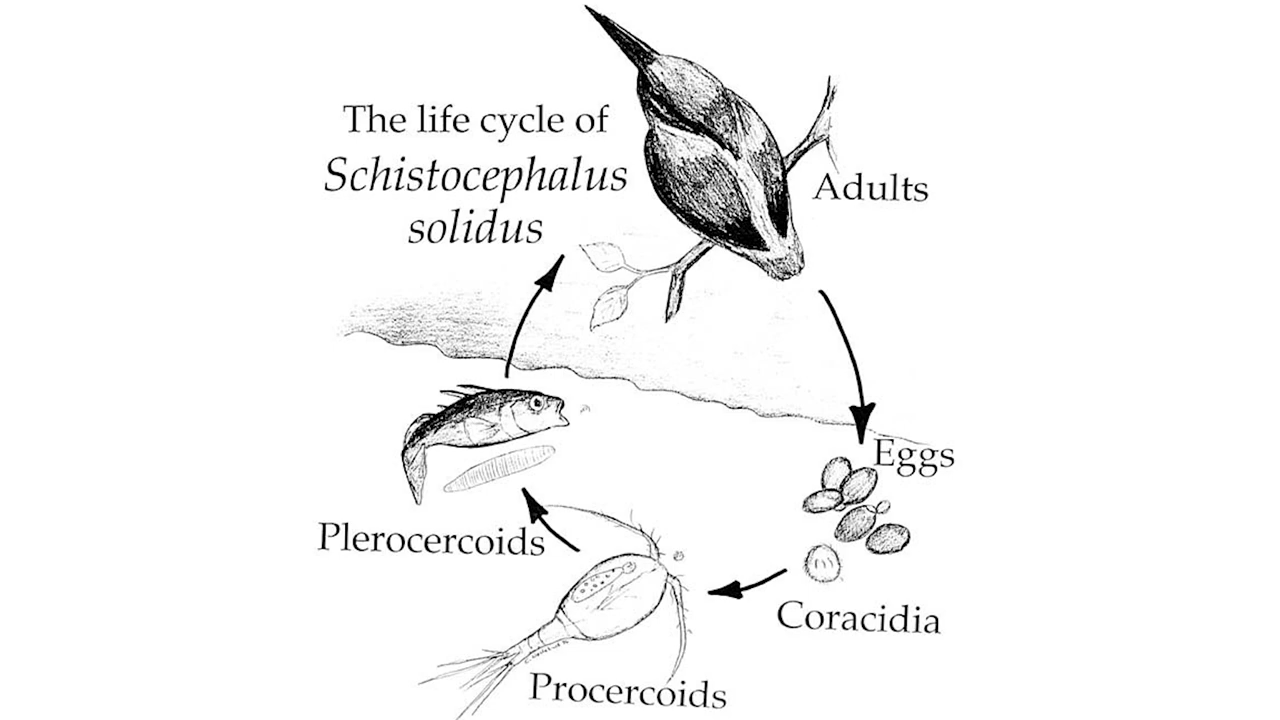 The life cycle of
Schistocephalus
solidus
Adults
Eggs
Plerocercoids
Coracidia
Procercoids